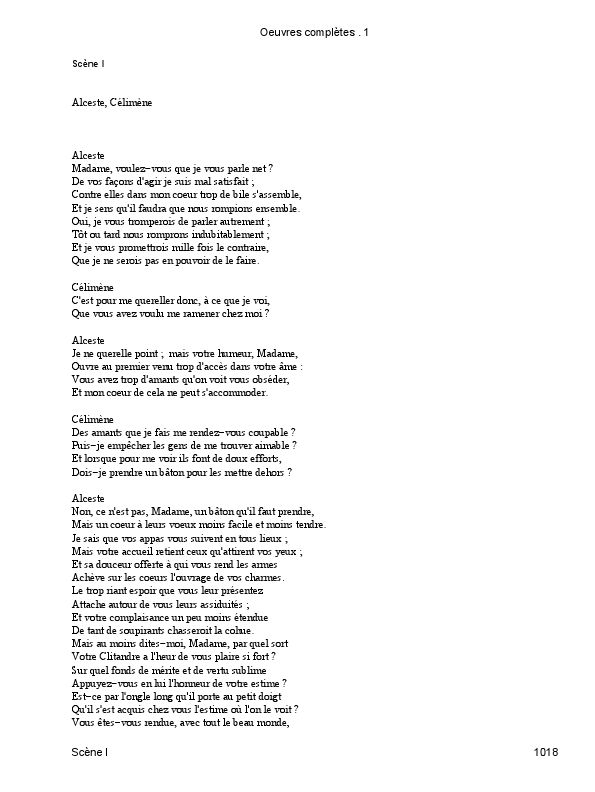 Oeuvres complètes . 1
Scène I
Alceste, Célimène
Alceste
Madame, voulez−vous que je vous parle net ?
De vos façons d'agir je suis mal satisfait ;
Contre elles dans mon coeur trop de bile s'assemble,
Et je sens qu'il faudra que nous rompions ensemble.
Oui, je vous tromperois de parler autrement ;
Tôt ou tard nous romprons indubitablement ;
Et je vous promettrois mille fois le contraire,
Que je ne serois pas en pouvoir de le faire.
Célimène
C'est pour me quereller donc, à ce que je voi,
Que vous avez voulu me ramener chez moi ?
Alceste
Je ne querelle point ; mais votre humeur, Madame,
Ouvre au premier venu trop d'accès dans votre âme :
Vous avez trop d'amants qu'on voit vous obséder,
Et mon coeur de cela ne peut s'accommoder.
Célimène
Des amants que je fais me rendez−vous coupable ?
Puis−je empêcher les gens de me trouver aimable ?
Et lorsque pour me voir ils font de doux efforts,
Dois−je prendre un bâton pour les mettre dehors ?
Alceste
Non, ce n'est pas, Madame, un bâton qu'il faut prendre,
Mais un coeur à leurs voeux moins facile et moins tendre.
Je sais que vos appas vous suivent en tous lieux ;
Mais votre accueil retient ceux qu'attirent vos yeux ;
Et sa douceur offerte à qui vous rend les armes
Achève sur les coeurs l'ouvrage de vos charmes.
Le trop riant espoir que vous leur présentez
Attache autour de vous leurs assiduités ;
Et votre complaisance un peu moins étendue
De tant de soupirants chasseroit la cohue.
Mais au moins dites−moi, Madame, par quel sort
Votre Clitandre a l'heur de vous plaire si fort ?
Sur quel fonds de mérite et de vertu sublime
Appuyez−vous en lui l'honneur de votre estime ?
Est−ce par l'ongle long qu'il porte au petit doigt
Qu'il s'est acquis chez vous l'estime où l'on le voit ?
Vous êtes−vous rendue, avec tout le beau monde,
Scène I
1018